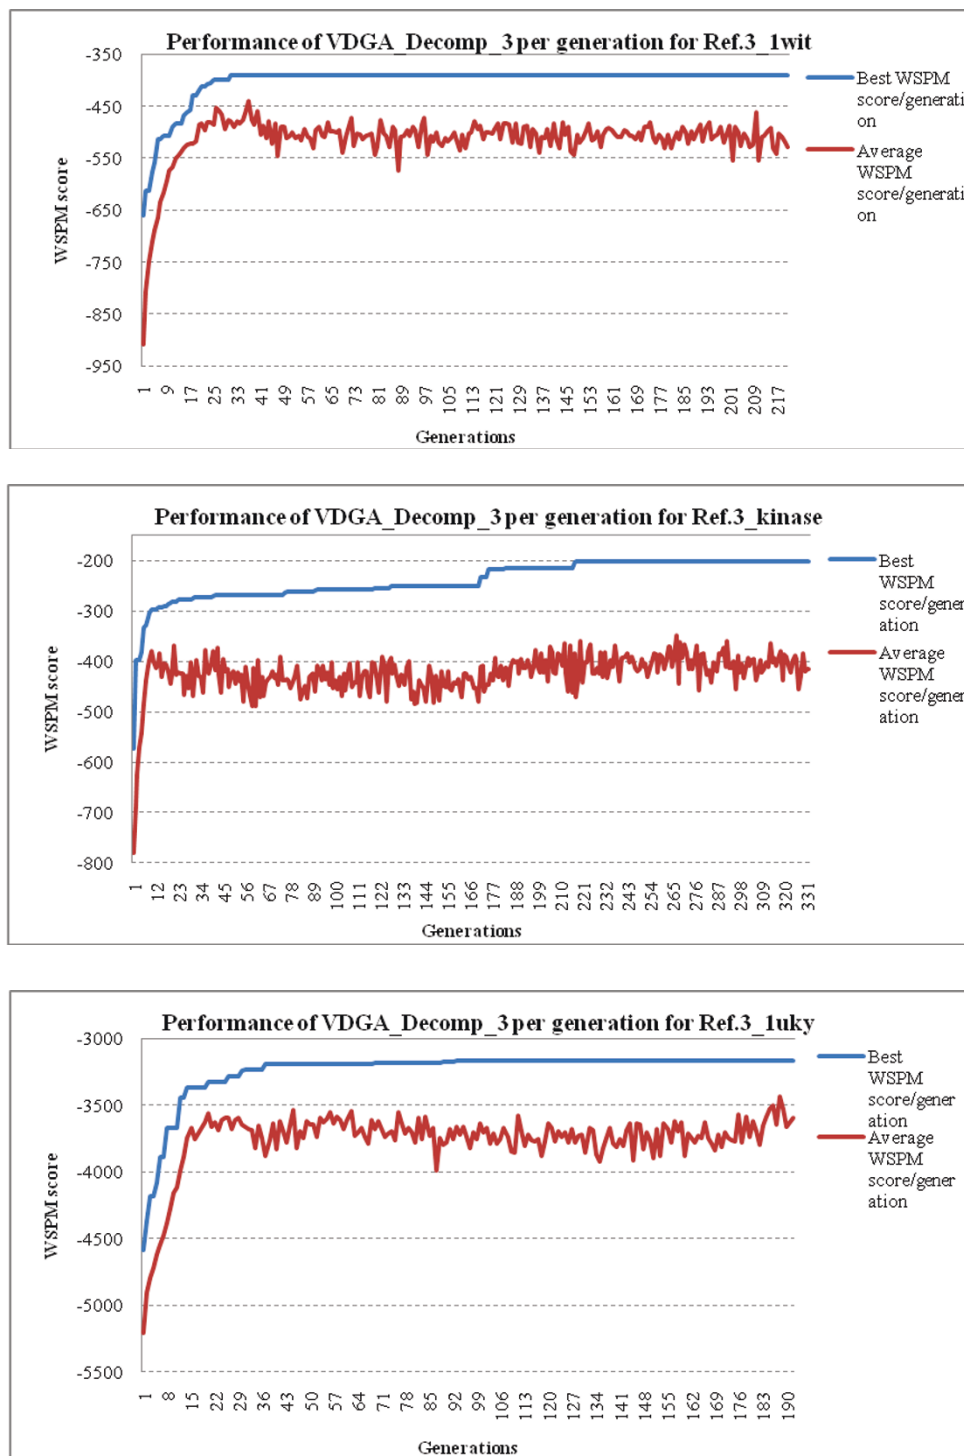 Performance of VDGA_Decomp_3 per generation for Ref.3_1wit
-350
-450
-550
-650
-750
-850
-950
WSPM score
1 9 17 25 33 41 49 57 65 73 81 89 97 105 113 121 129 137 145 153 161 169 177 185 193 201 209 217
Generations
Best WSPM
score/generati
on
Average
WSPM
score/generati
on
Performance of VDGA_Decomp_3 per generation for Ref.3_kinase
-200
-300
-400
-500
-600
-700
-800
WSPM score
1 12 23 34 45 56 67 78 89 100 111 122 133 144 155 166 177 188 199 210 221 232 243 254 265 276 287 298 309 320 331
Generations
Best
WSPM
score/gener
ation
Average
WSPM
score/gener
ation
Performance of VDGA_Decomp_3 per generation for Ref.3_1uky
-3000
-3500
-4000
-4500
-5000
-5500
WSPM score
1 8 15 22 29 36 43 50 57 64 71 78 85 92 99 106 113 120 127 134 141 148 155 162 169 176 183 190
Generations
Best
WSPM
score/gener
ation
Average
WSPM
score/gener
ation